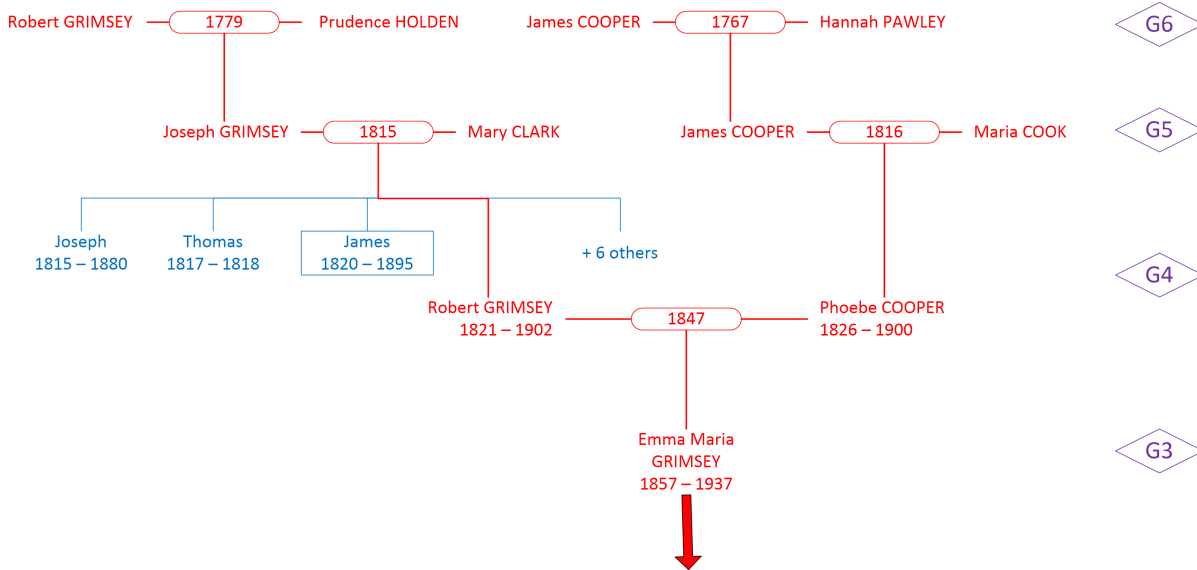 Robert GRIMSEY 1779 Prudence HOLDEN James COOPER 1767 Hannah PAWLEY G6
Joseph GRIMSEY 1815 Mary CLARK James COOPER 1816 Maria COOK G5
Joseph
1815 – 1880
Thomas
1817 – 1818
James
1820 – 1895
+ 6 others
G4
Robert GRIMSEY
1821 – 1902
1847
Phoebe COOPER
1826 – 1900
Emma Maria
GRIMSEY
1857 – 1937
G3